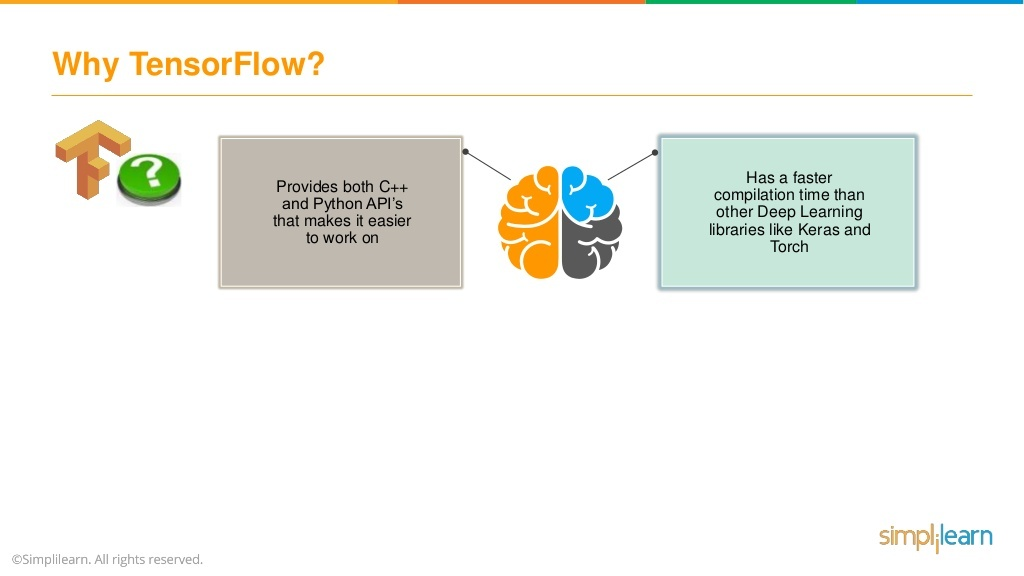 Why TensorFlow?
?
Provides both C++
and Python API's
that makes it easier
to work on
Has a faster
compilation time than
other Deep Learning
libraries like Keras and
Torch
simplilearn
©Simplilearn. All rights reserved.